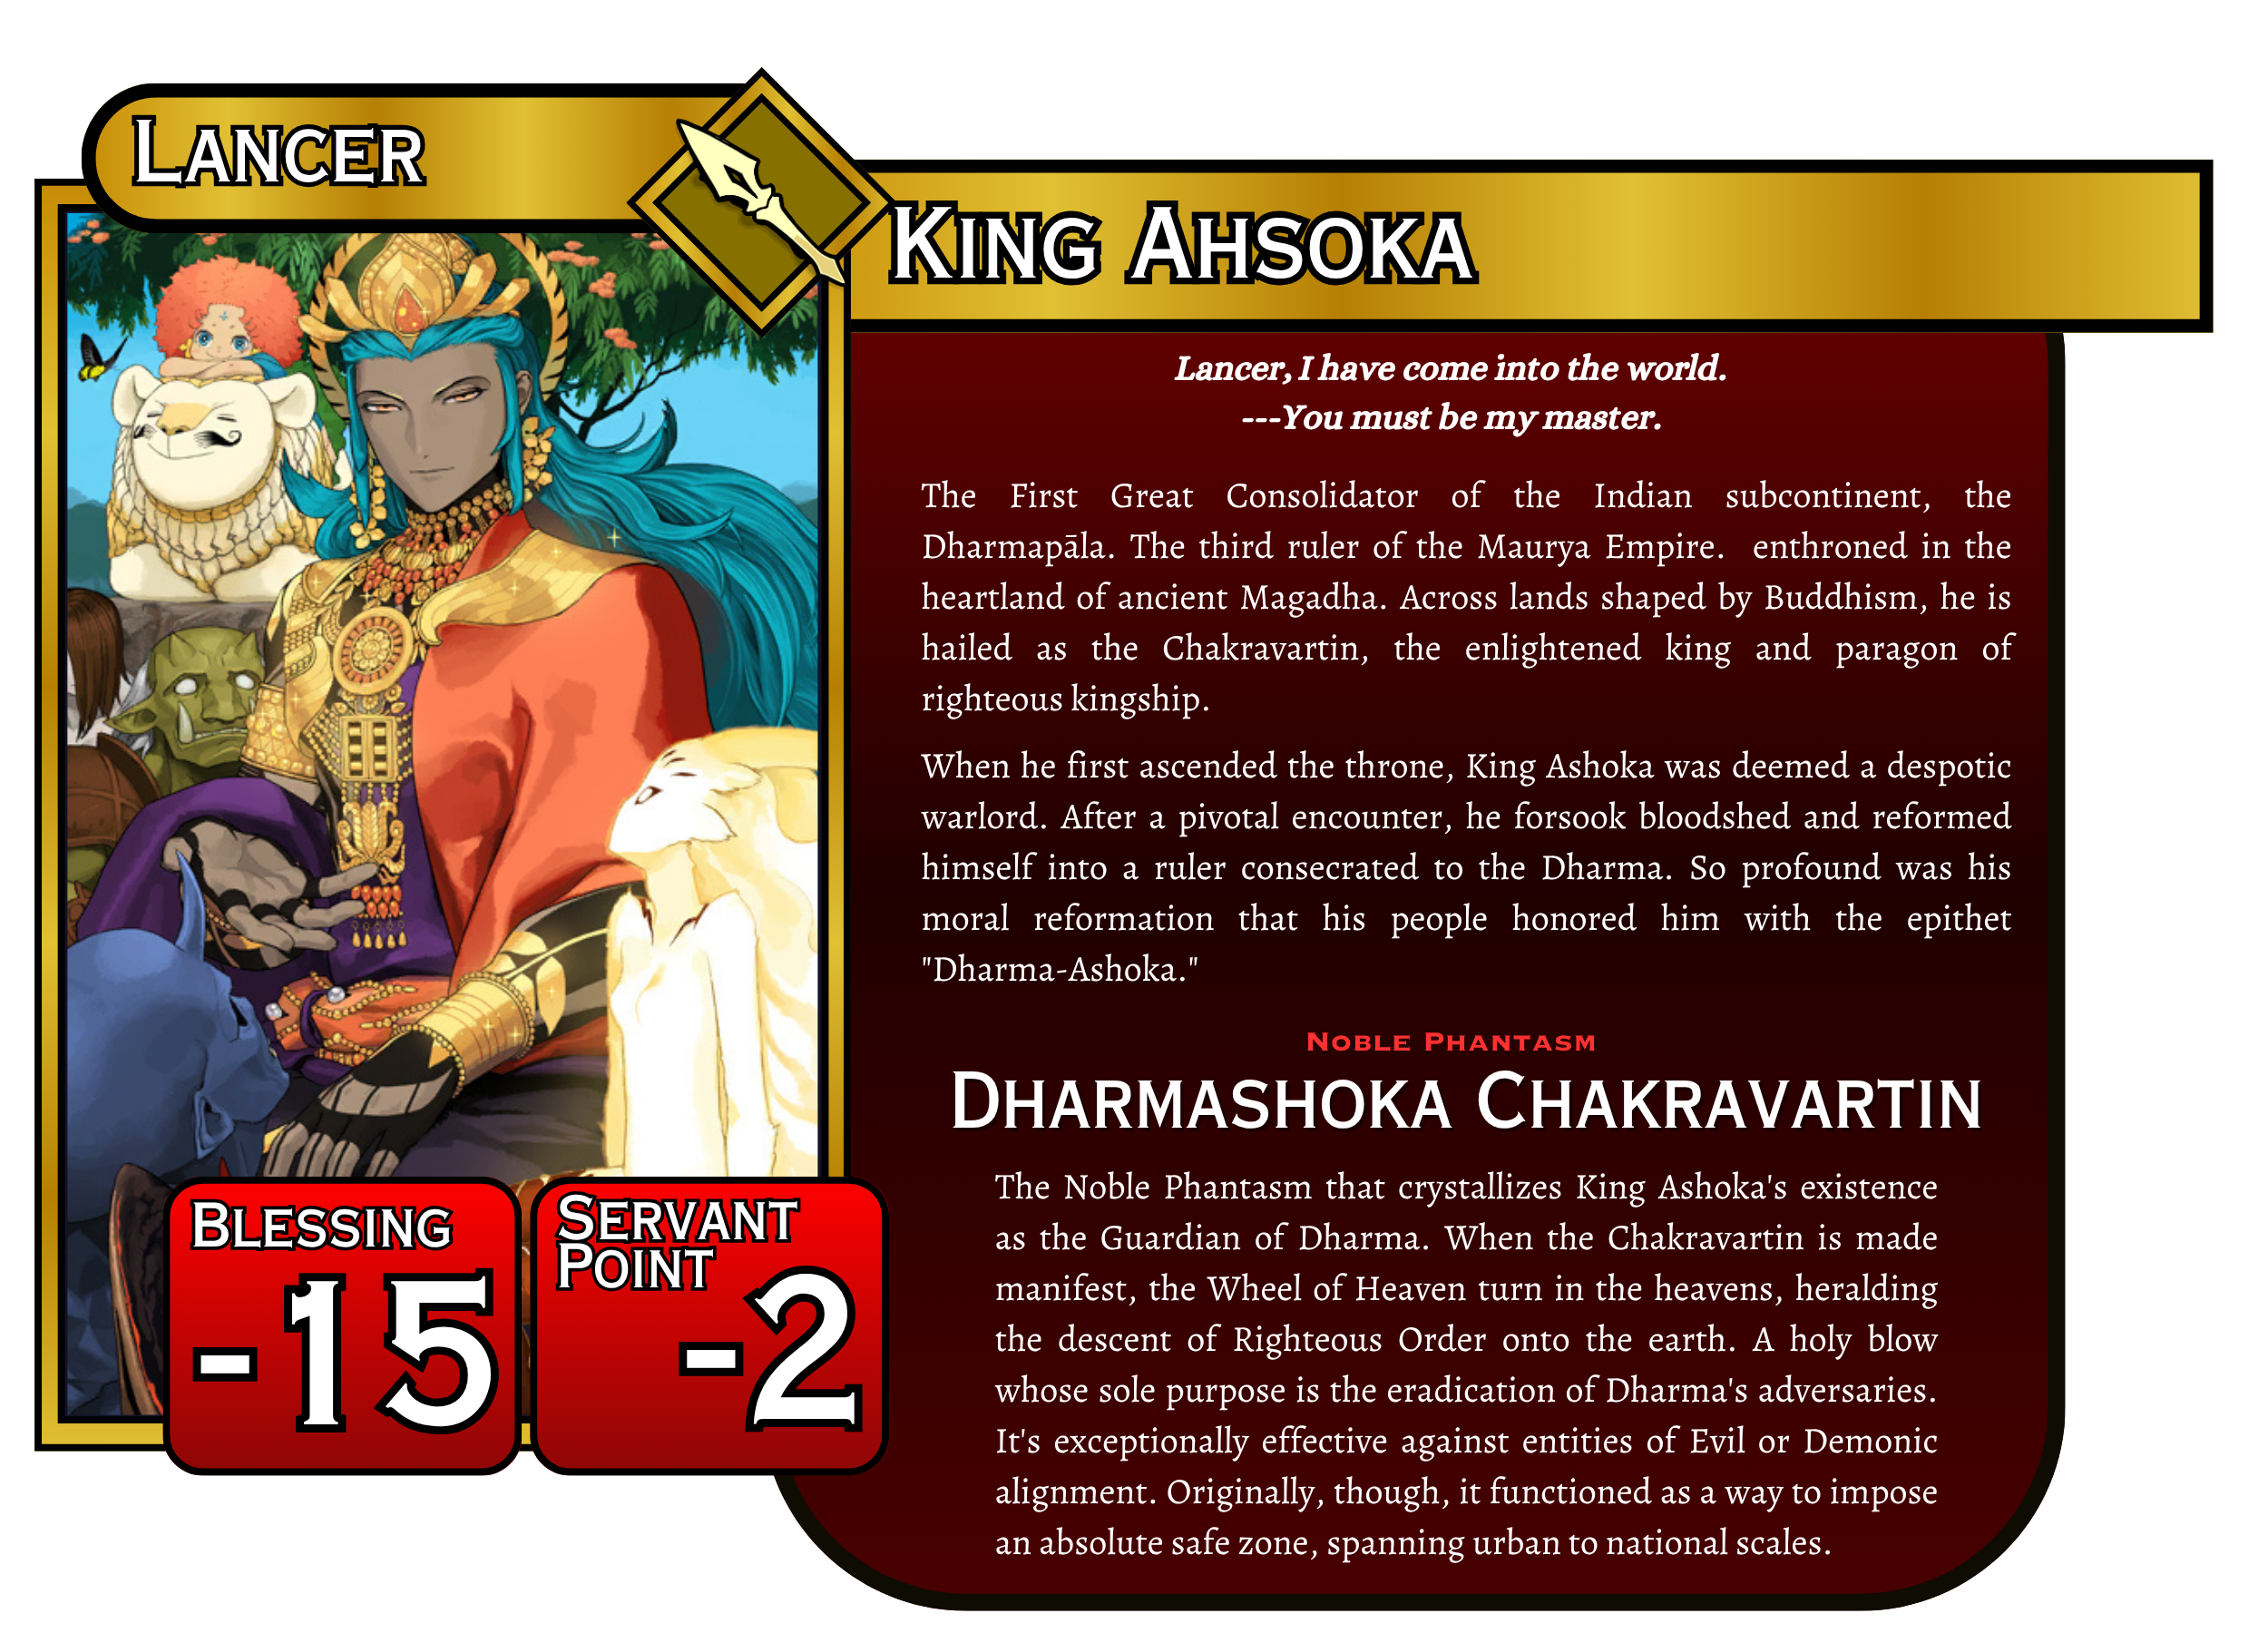 LANCER
KING AHSOKA
Lancer, I have come into the world.
---You must be my master.
The First Great Consolidator of the Indian subcontinent, the
Dharmapāla. The third ruler of the Maurya Empire.  enthroned in the
heartland of ancient Magadha. Across lands shaped by Buddhism, he is
hailed as the Chakravartin, the enlightened king and paragon of
righteous kingship.
When he first ascended the throne, King Ashoka was deemed a despotic
warlord. After a pivotal encounter, he forsook bloodshed and reformed
himself into a ruler consecrated to the Dharma. So profound was his
moral reformation that his people honored him with the epithet
"Dharma-Ashoka."
NOBLE PHANTASM
DHARMASHOKA CHAKRAVARTIN
The Noble Phantasm that crystallizes King Ashoka's existence
as the Guardian of Dharma. When the Chakravartin is made
manifest, the Wheel of Heaven turn in the heavens, heralding
the descent of Righteous Order onto the earth. A holy blow
whose sole purpose is the eradication of Dharma's adversaries.
It's exceptionally effective against entities of Evil or Demonic
alignment. Originally, though, it functioned as a way to impose
an absolute safe zone, spanning urban to national scales.
BLESSING
-15
SERVANT
POINT
-2